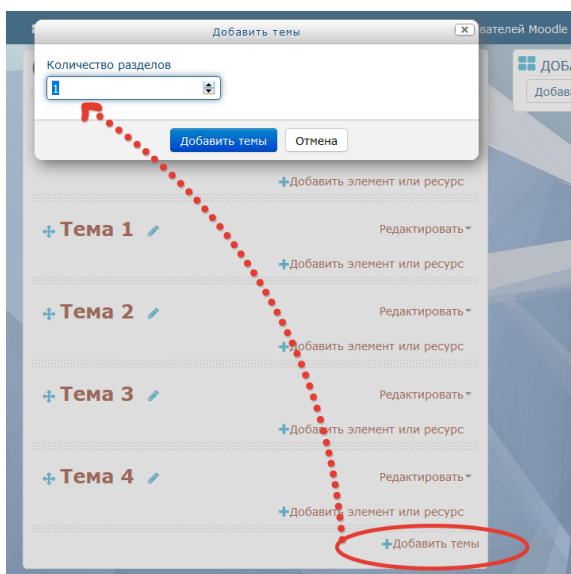 Добавить темы
вателей Moodle
Количество разделов
1
Добавить темы
Отмена
ДОБА
Добав
Добавить элемент или ресурс
Тема 1
Редактировать
Добавить элемент или ресурс
Тема 2
Редактировать
Добавить элемент или ресурс
Тема 3
Редактировать
Добавить элемент или ресурс
Тема 4
Редактировать
Добавить элемент или ресурс
Добавить темы